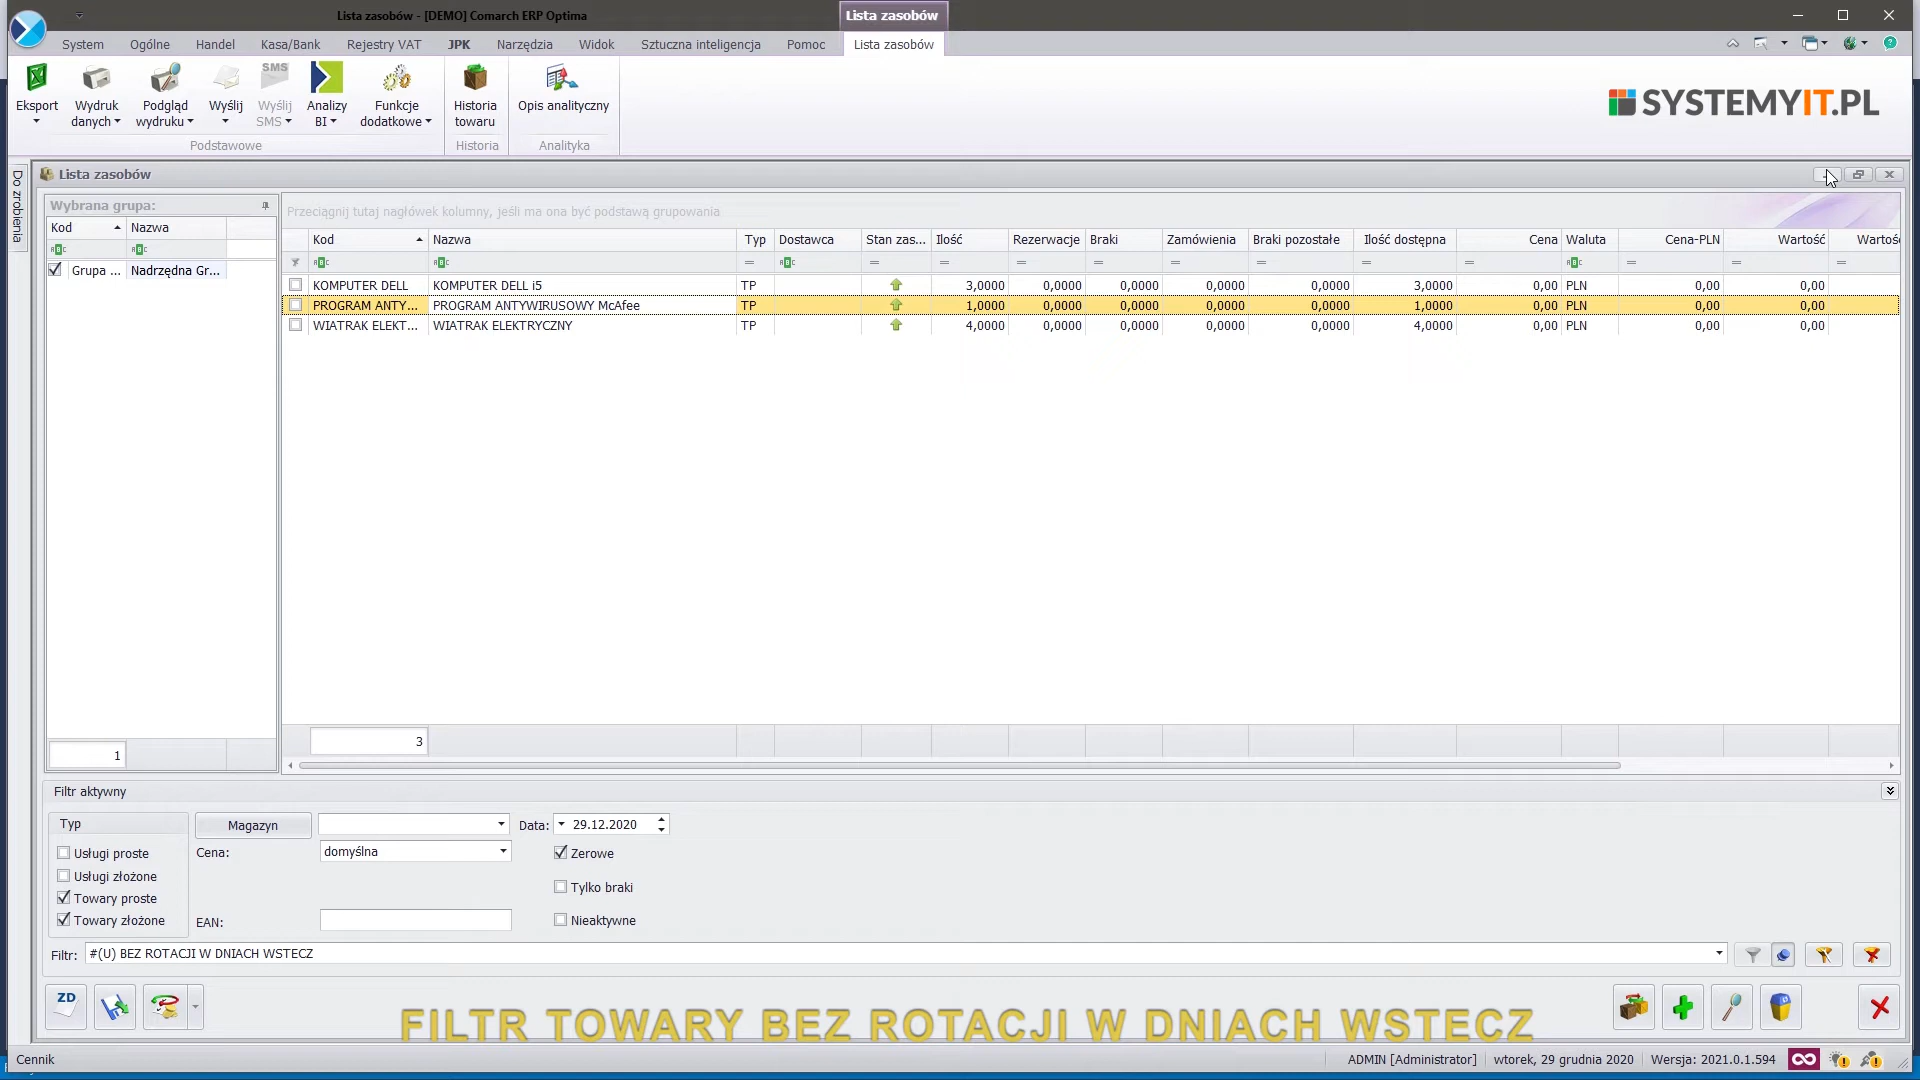 Lista zasobów - [DEMO] Comarch ERP Optima
Lista zasobów
System Ogólne Handel Kasa/Bank Rejestry VAT JPK Narzędzia Widok Sztuczna inteligencja Pomoc Lista zasobów
Eksport
Wydruk danych
Podgląd wydruku
Wyślij
SMS
Wyślij SMS
Analizy BI
Funkcje dodatkowe
Historia towaru
Opis analityczny
Podstawowe Historia Analityka
SYSTEMYIT.PL
Do zrobienia
Lista zasobów
Wybrana grupa:
Kod Nazwa
Grupa ... Nadrzędna Gr...
1
Przeciągnij tutaj nagłówek kolumny, jeśli ma ona być podstawą grupowania
Kod Nazwa Typ Dostawca Stan zas... Ilość Rezerwacje Braki Zamówienia Braki pozostałe Ilość dostępna Cena Waluta Cena-PLN Wartość Wartoś
KOMPUTER DELL KOMPUTER DELL i5 TP 3,0000 0,0000 0,0000 0,0000 0,0000 3,0000 0,00 PLN 0,00 0,00
PROGRAM ANTY... PROGRAM ANTYWIRUSOWY McAfee TP 1,0000 0,0000 0,0000 0,0000 0,0000 1,0000 0,00 PLN 0,00 0,00
WIATRAK ELEKT... WIATRAK ELEKTRYCZNY TP 4,0000 0,0000 0,0000 0,0000 0,0000 4,0000 0,00 PLN 0,00 0,00
3
Filtr aktywny
Typ
Usługi proste
Usługi złożone
Towary proste
Towary złożone
Magazyn
Data: 29.12.2020
Cena: domyślna
Zerowe
Tylko braki
EAN:
Nieaktywne
Filtr: #(U) BEZ ROTACJI W DNIACH WSTECZ
ZD
FILTR TOWARY BEZ ROTACJI W DNIACH WSTECZ
Cennik
ADMIN [Administrator] wtorek, 29 grudnia 2020 Wersja: 2021.0.1.594